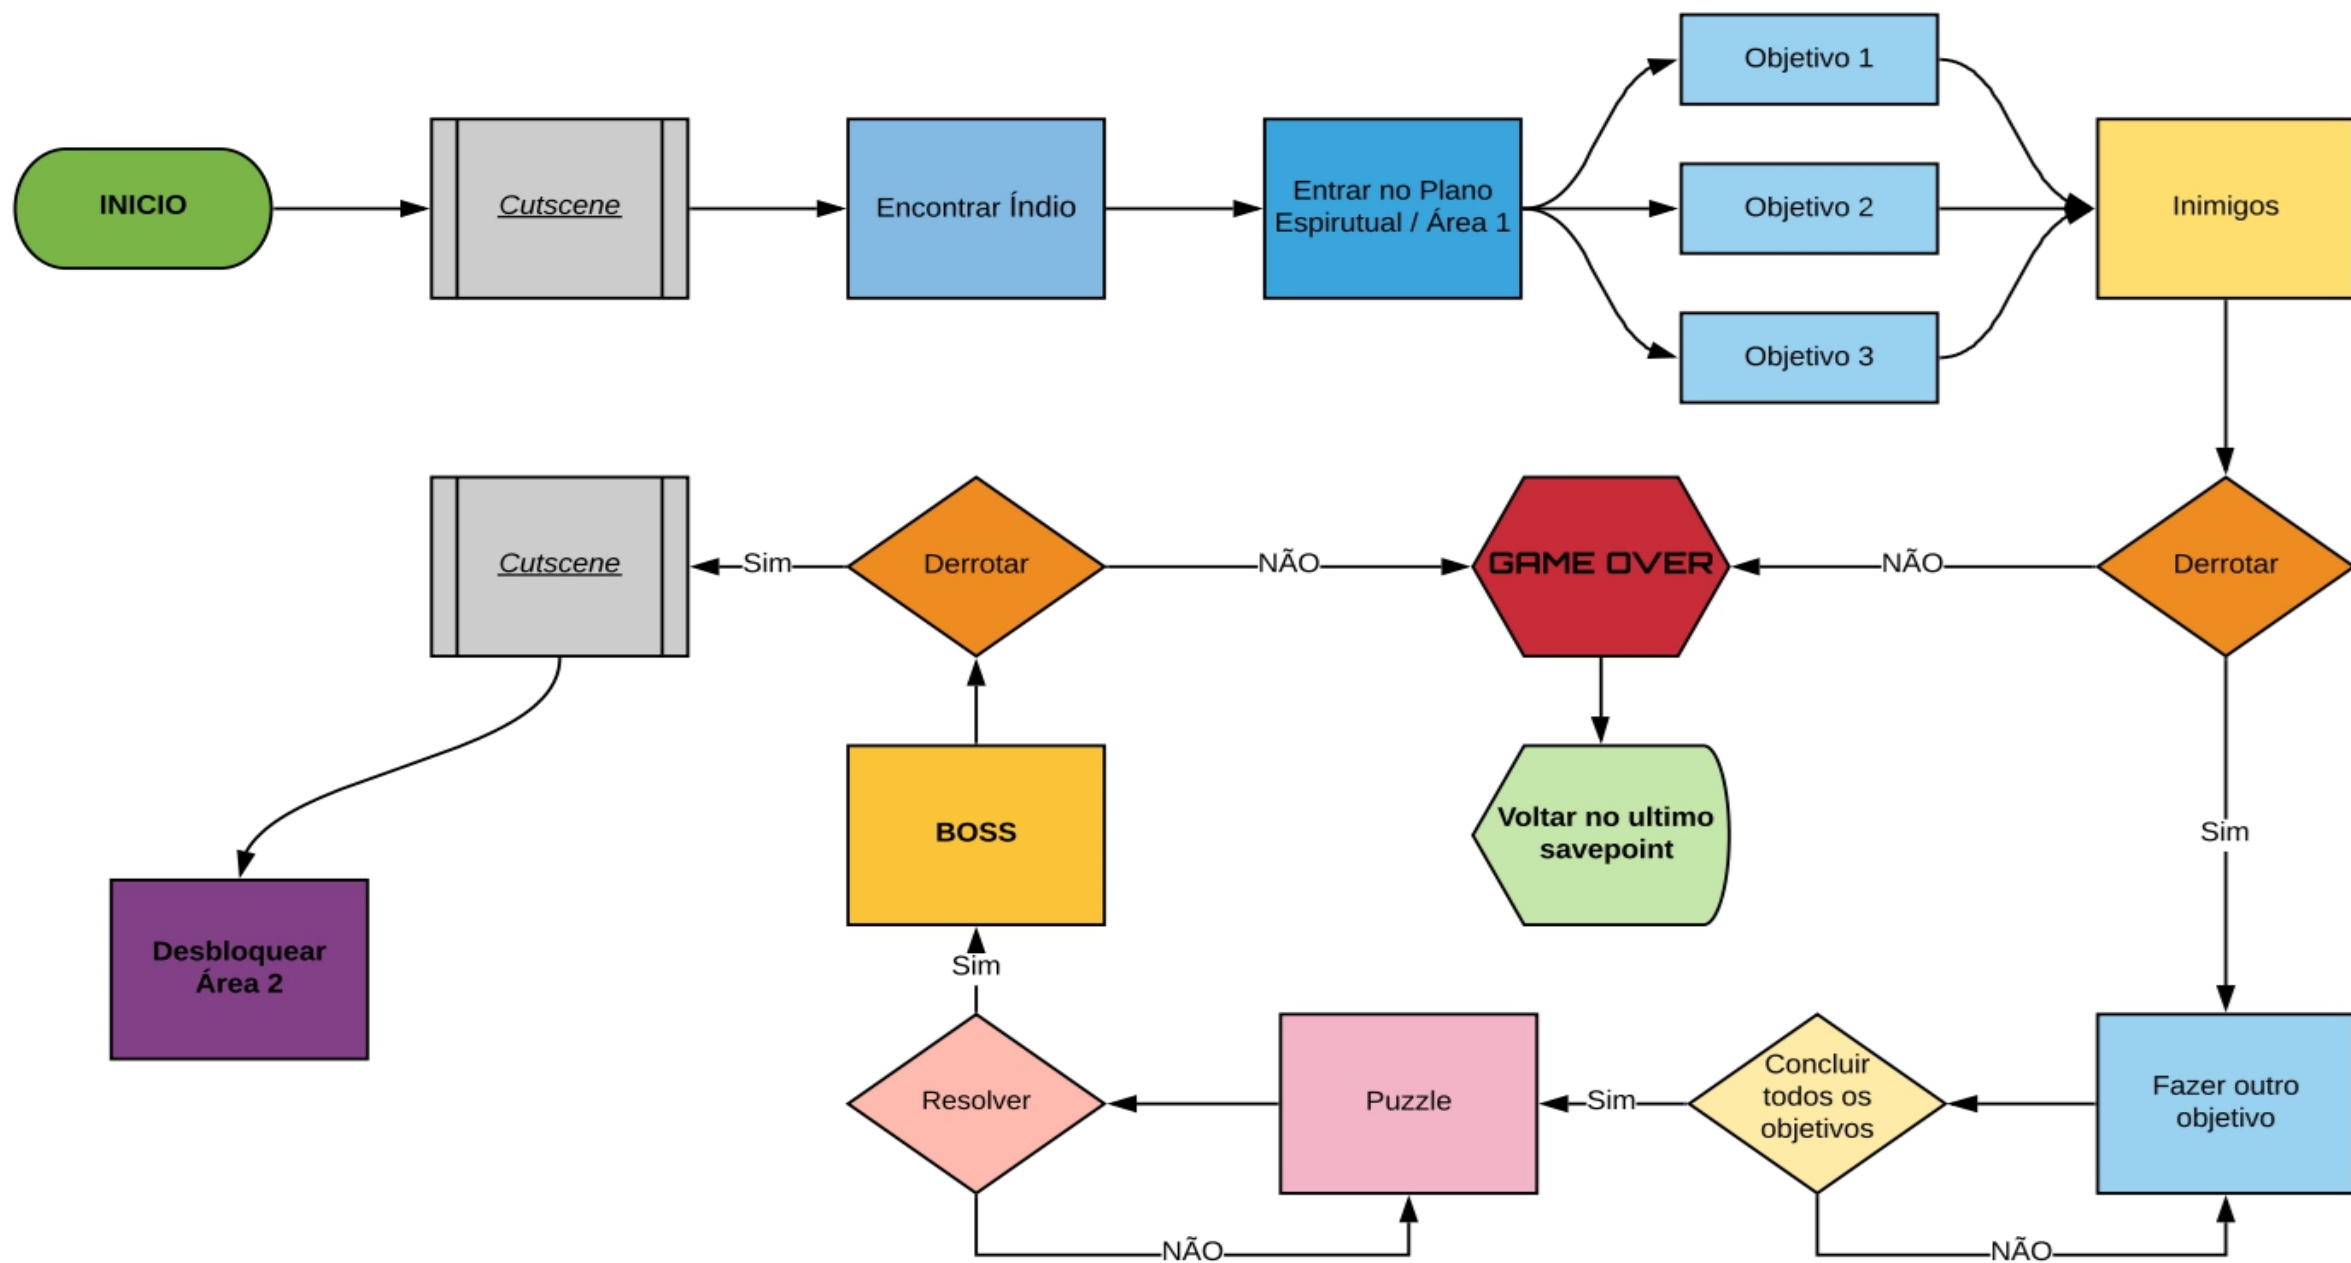 INICIO
Cutscene
Encontrar Índio
Entrar no Plano
Espirutual / Área 1
Objetivo 1
Objetivo 2
Objetivo 3
Inimigos
Cutscene
Sim
Derrotar
NÃO
GAME OVER
NÃO
Derrotar
BOSS
Voltar no ultimo
savepoint
Sim
Desbloquear
Área 2
Sim
Resolver
Puzzle
Sim
Concluir
todos os
objetivos
Fazer outro
objetivo
NÃO
NÃO